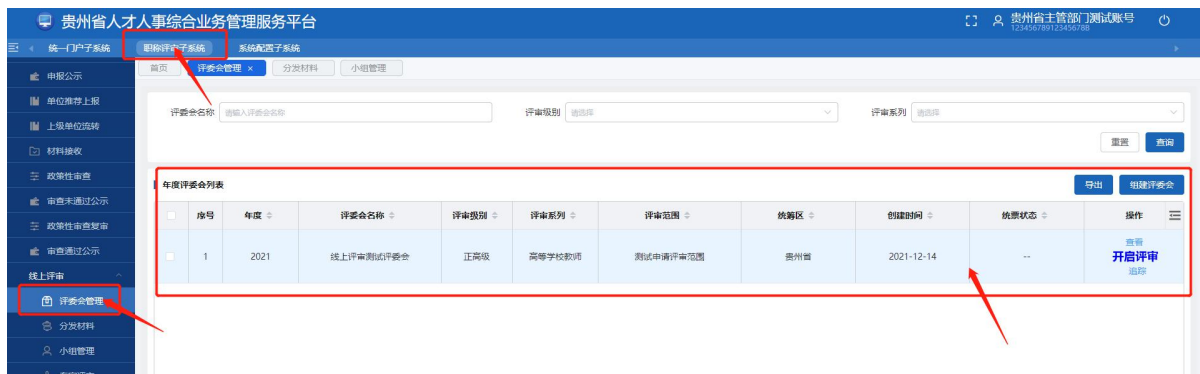 贵州省人才人事综合业务管理服务平台
贵州省主管部门测试账号
123456789123456788
统一门户子系统 职称评审子系统 系统配置子系统
首页 评委会管理 × 分发材料 小组管理
申报公示
单位推荐上报
上级单位流转
材料接收
政策性审查
审查未通过公示
政策性审查复审
审查通过公示
线上评审
评委会管理
分发材料
小组管理
评委会名称 请输入评委会名称 评审级别 请选择 评审系列 请选择
重置 查询
年度评委会列表 导出 组建评委会
序号 年度 评委会名称 评审级别 评审系列 评审范围 统筹区 创建时间 统票状态 操作
1 2021 线上评审测试评委会 正高级 高等学校教师 测试申请评审范围 贵州省 2021-12-14 -- 查看
开启评审
追踪